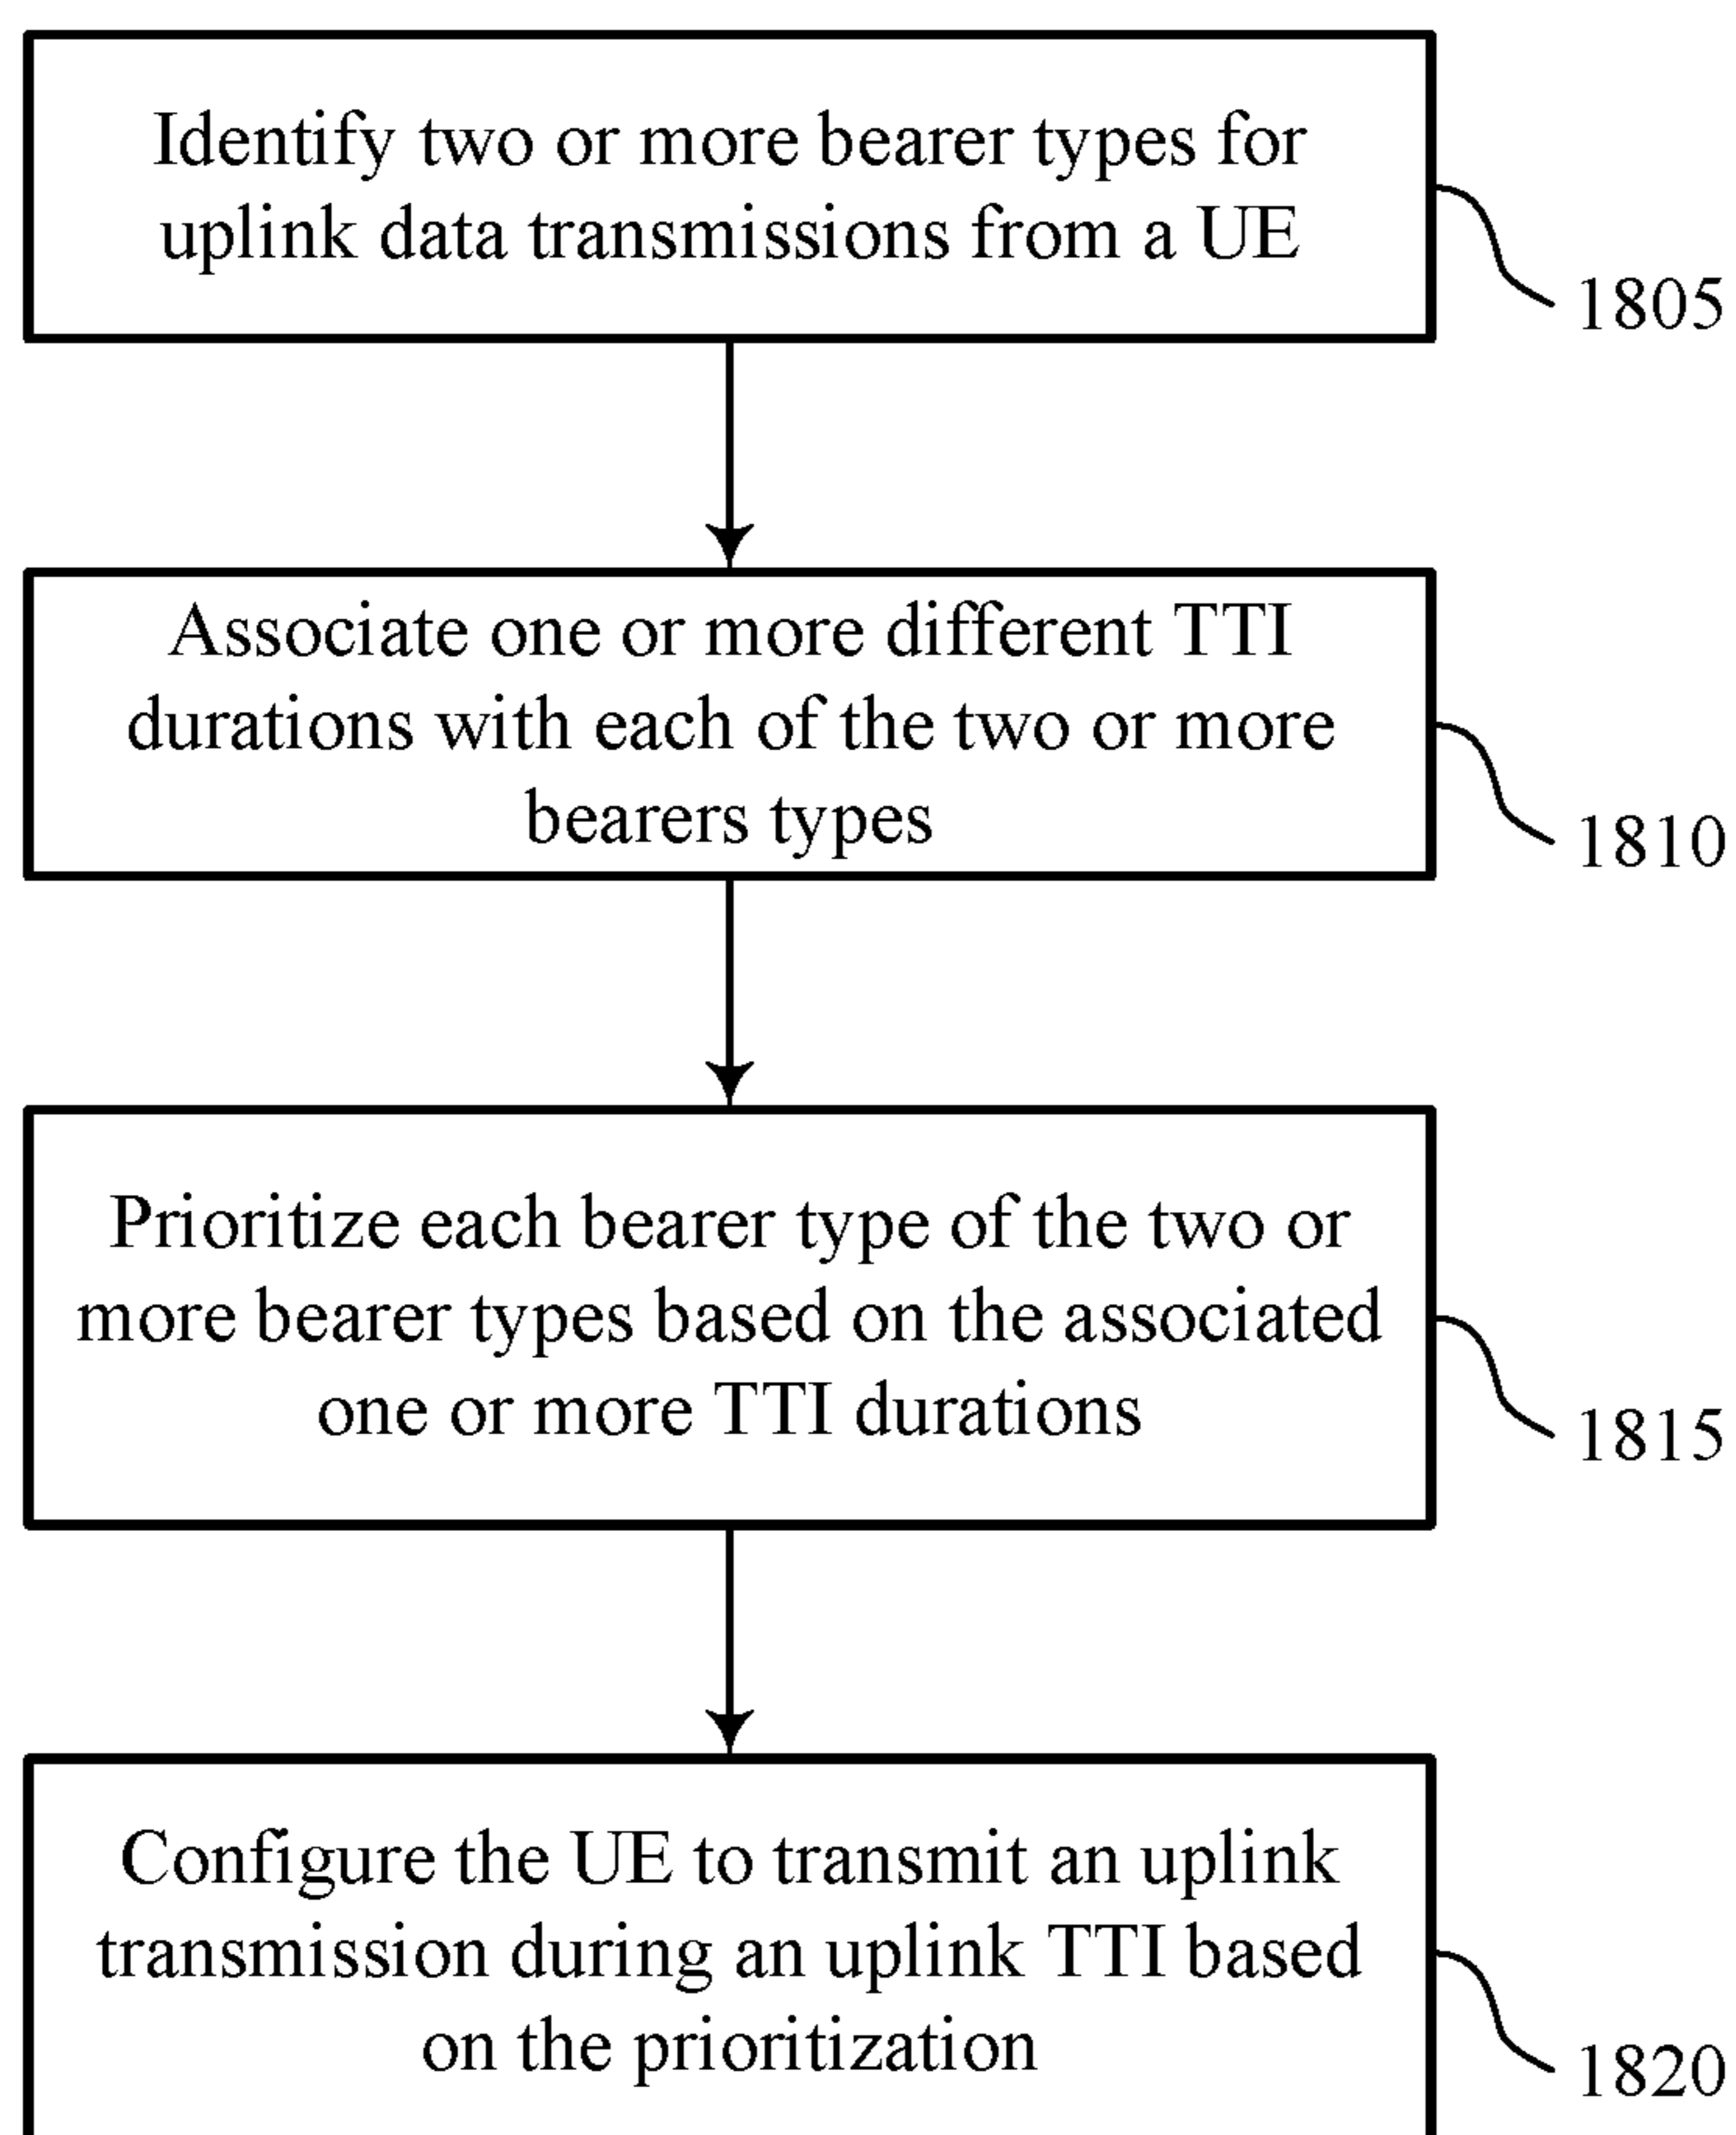 Identify two or more bearer types for
uplink data transmissions from a UE
1805
Associate one or more different TTI
durations with each of the two or more
bearers types
1810
Prioritize each bearer type of the two or
more bearer types based on the associated
one or more TTI durations
1815
Configure the UE to transmit an uplink
transmission during an uplink TTI based
on the prioritization
1820